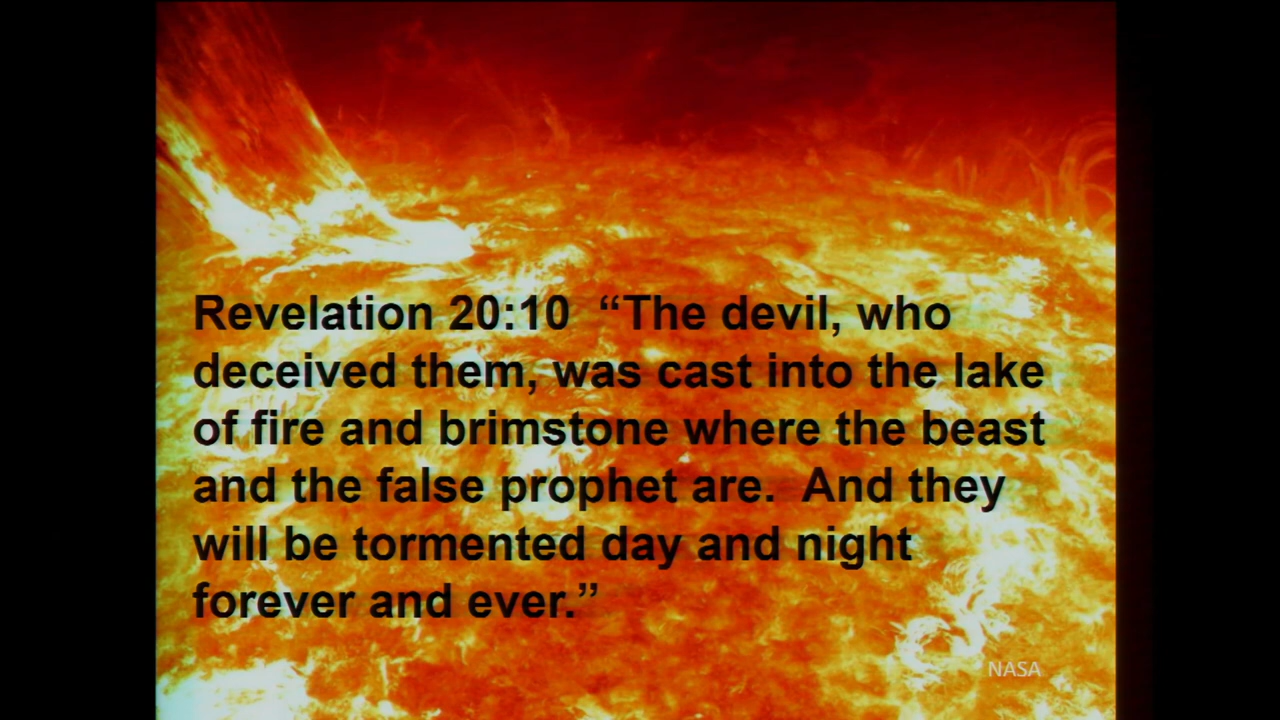 Revelation 20:10  “The devil, who
deceived them, was cast into the lake
of fire and brimstone where the beast
and the false prophet are.  And they
will be tormented day and night
forever and ever.”
NASA